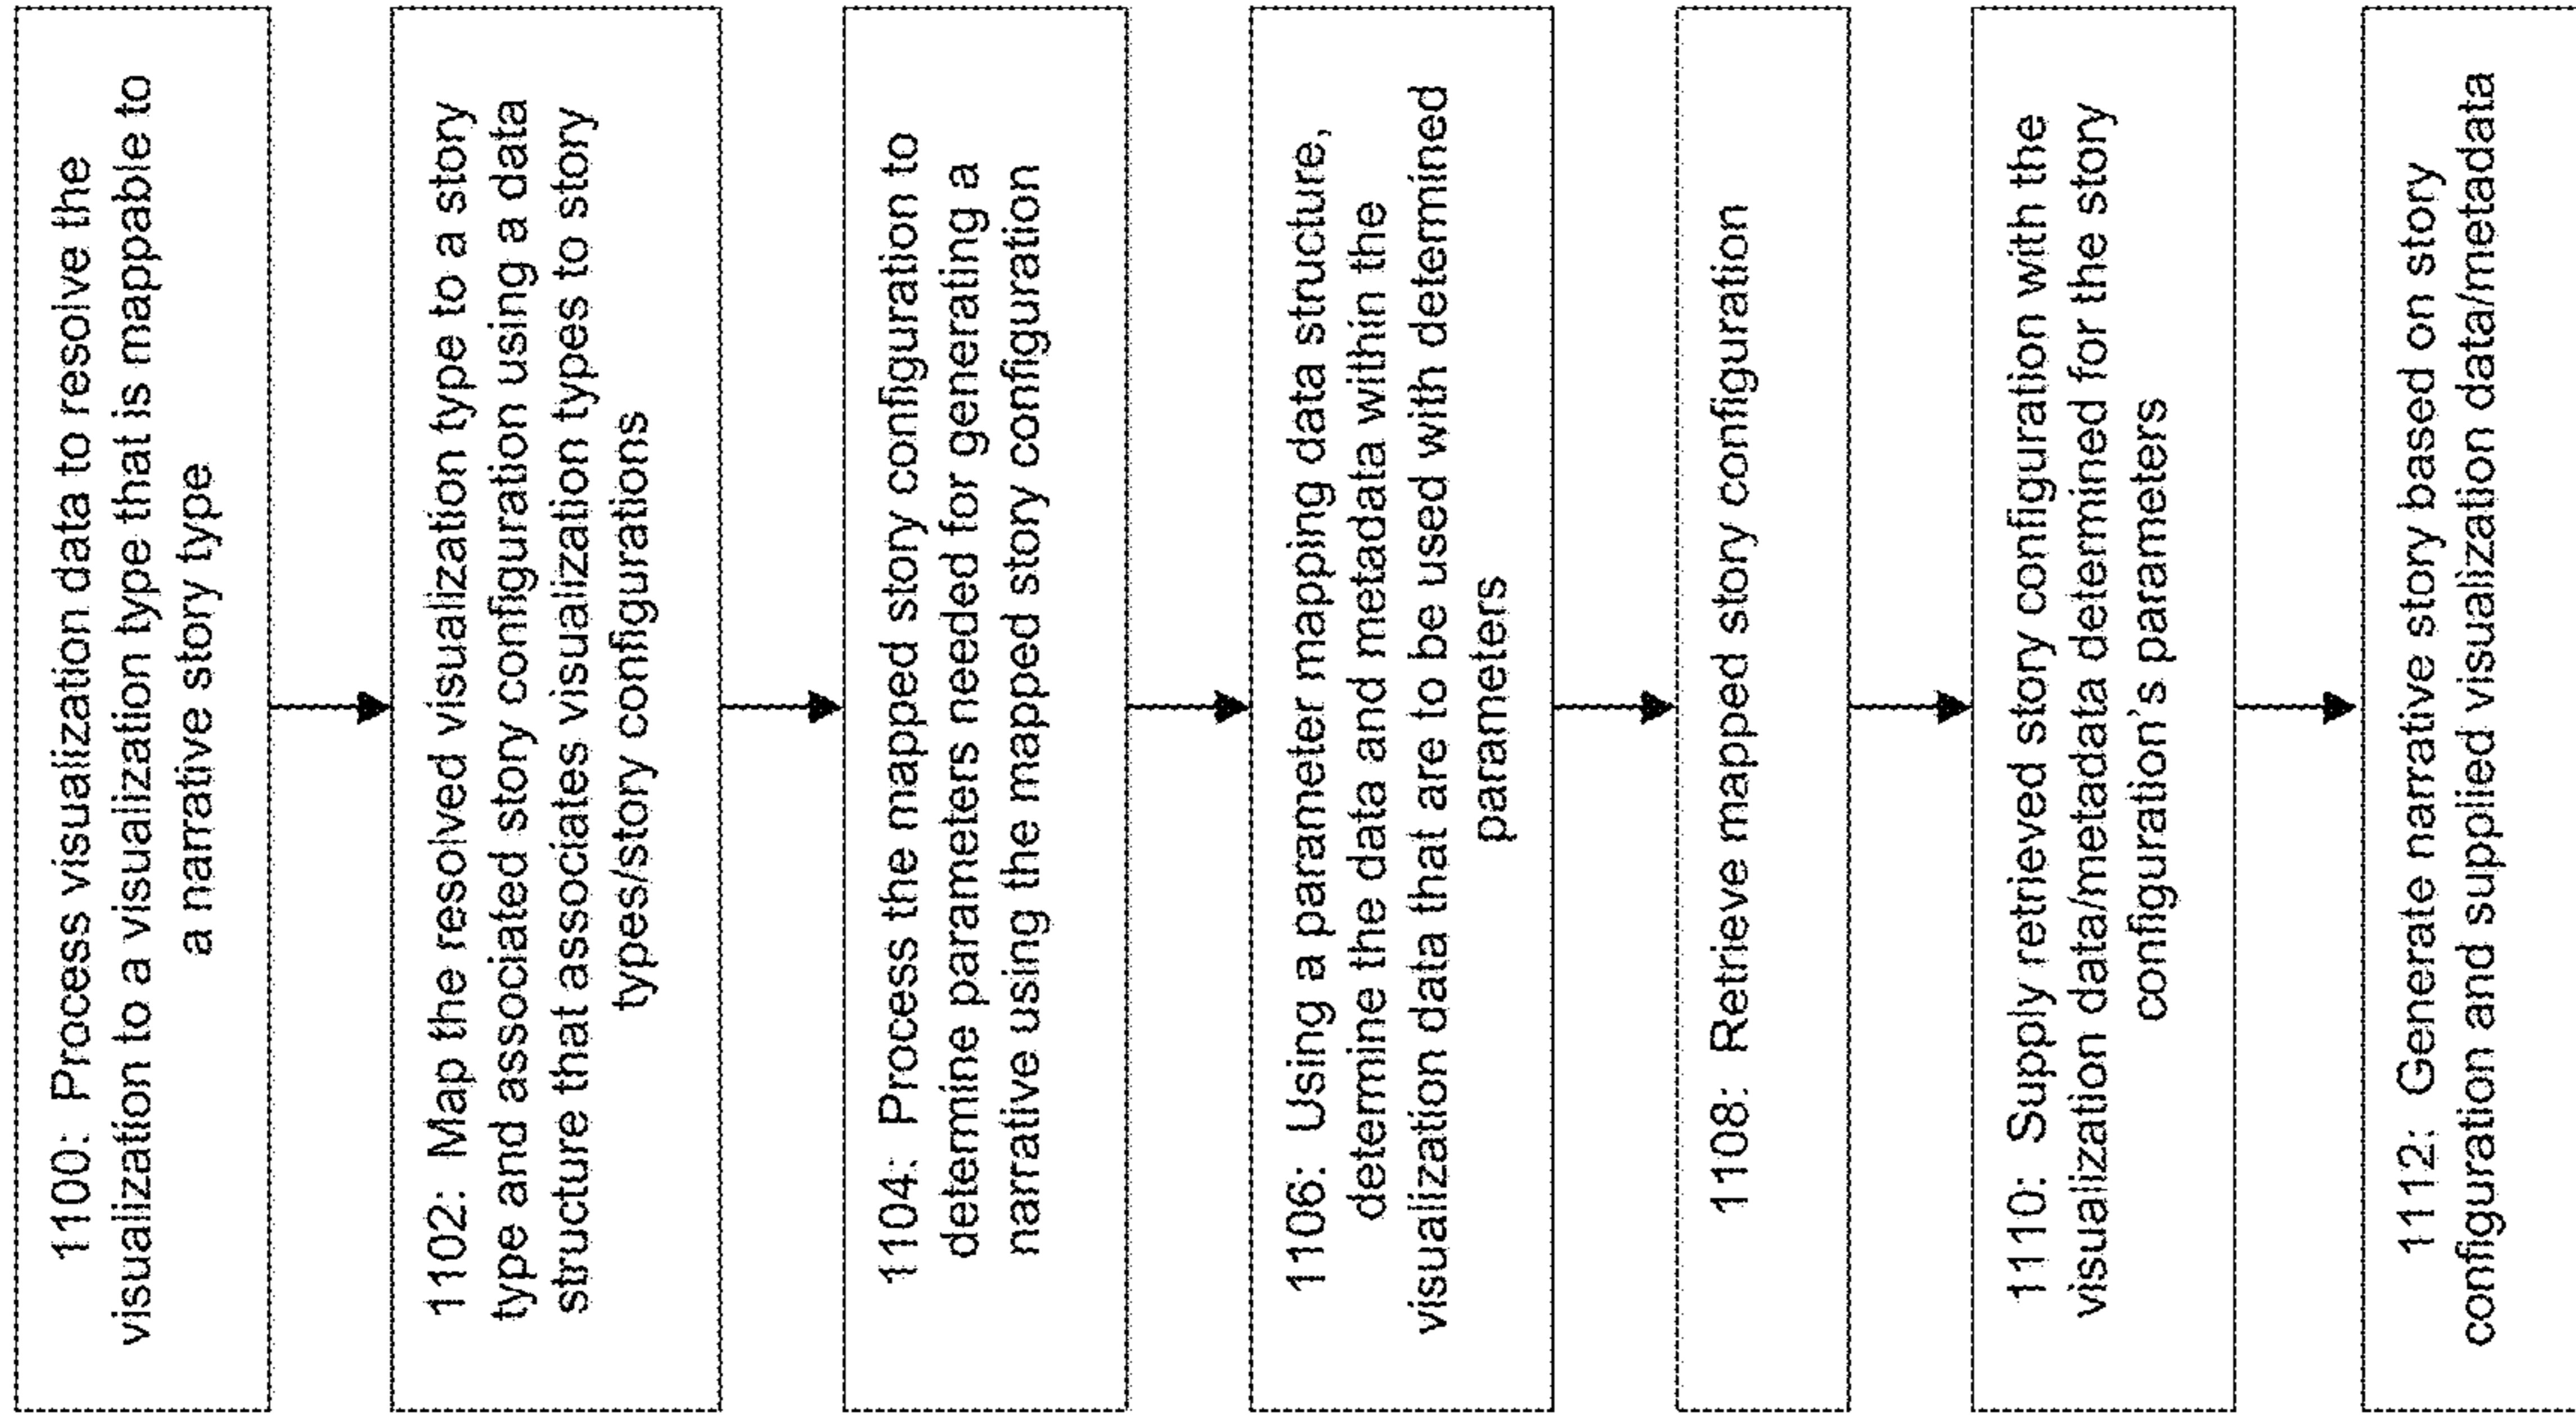 1100: Process visualization data to resolve the
visualization to a visualization type that is mappable to
a narrative story type
1102: Map the resolved visualization type to a story
type and associated story configuration using a data
structure that associates visualization types to story
types/story configurations
1104: Process the mapped story configuration to
determine parameters needed for generating a
narrative using the mapped story configuration
1106: Using a parameter mapping data structure,
determine the data and metadata within the
visualization data that are to be used with determined
parameters
1108: Retrieve mapped story configuration
1110: Supply retrieved story configuration with the
visualization data/metadata determined for the story
configuration's parameters
1112: Generate narrative story based on story
configuration and supplied visualization data/metadata